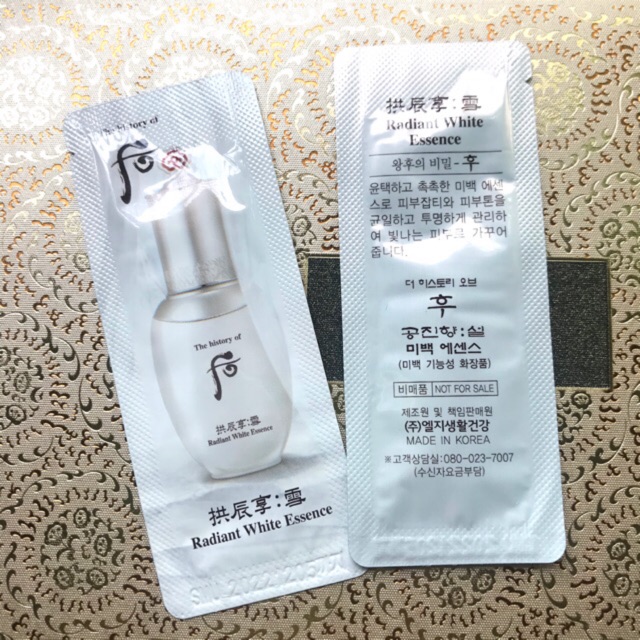 The history of
후
The history of
후
拱辰享:雪
Radiant White Essence
拱辰享:雪
Radiant White Essence
拱辰享:雪
Radiant White
Essence
왕후의 비밀-후
윤택하고 촉촉한 미백 에센
스로 피부잡티와 피부톤을
균일하고 투명하게 관리하
여 빛나는 피부로 가꾸어
줍니다.
더 히스토리 오브
후
공진향:설
미백 에센스
(미백 기능성 화장품)
비매품 NOT FOR SALE
제조원 및 책임판매원
(주)엘지생활건강
MADE IN KOREA
※고객상담실:080-023-7007
(수신자요금부담)